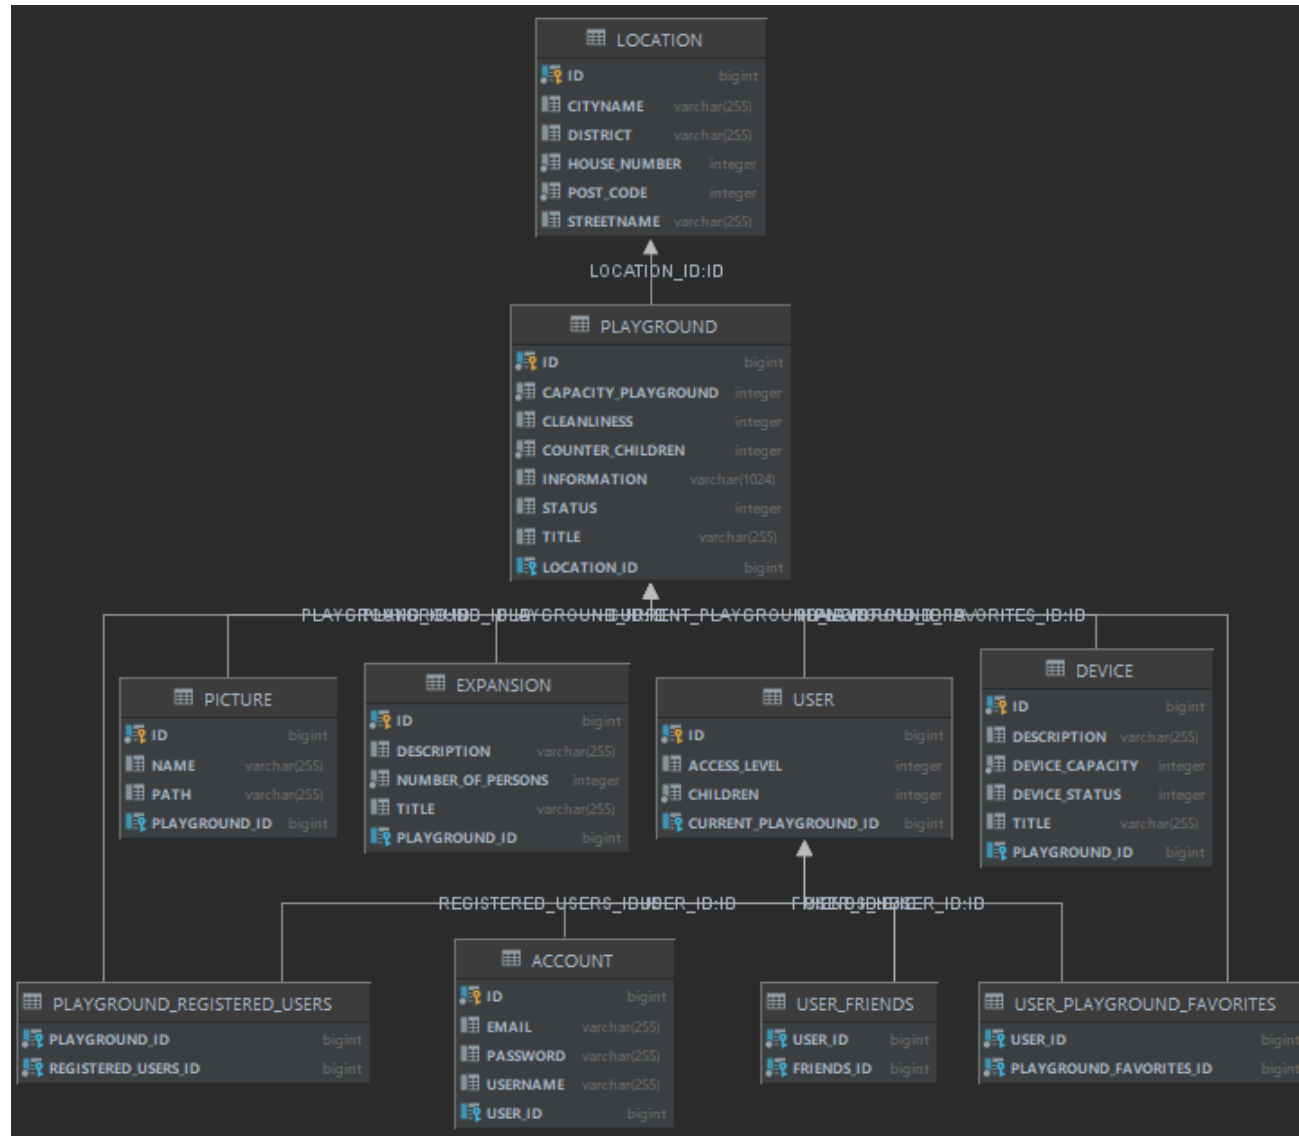 LOCATION
ID bigint
CITYNAME varchar(255)
DISTRICT varchar(255)
HOUSE_NUMBER integer
POST_CODE integer
STREETNAME varchar(255)
LOCATION_ID:ID
PLAYGROUND
ID bigint
CAPACITY_PLAYGROUND integer
CLEANLINESS integer
COUNTER_CHILDREN integer
INFORMATION varchar(1024)
STATUS integer
TITLE varchar(255)
LOCATION_ID bigint
PICTURE
ID bigint
NAME varchar(255)
PATH varchar(255)
PLAYGROUND_ID bigint
EXPANSION
ID bigint
DESCRIPTION varchar(255)
NUMBER_OF_PERSONS integer
TITLE varchar(255)
PLAYGROUND_ID bigint
USER
ID bigint
ACCESS_LEVEL integer
CHILDREN integer
CURRENT_PLAYGROUND_ID bigint
DEVICE
ID bigint
DESCRIPTION varchar(255)
DEVICE_CAPACITY integer
DEVICE_STATUS integer
TITLE varchar(255)
PLAYGROUND_ID bigint
PLAYGROUND_REGISTERED_USERS
PLAYGROUND_ID bigint
REGISTERED_USERS_ID bigint
ACCOUNT
ID bigint
EMAIL varchar(255)
PASSWORD varchar(255)
USERNAME varchar(255)
USER_ID bigint
USER_FRIENDS
USER_ID bigint
FRIENDS_ID bigint
USER_PLAYGROUND_FAVORITES
USER_ID bigint
PLAYGROUND_FAVORITES_ID bigint